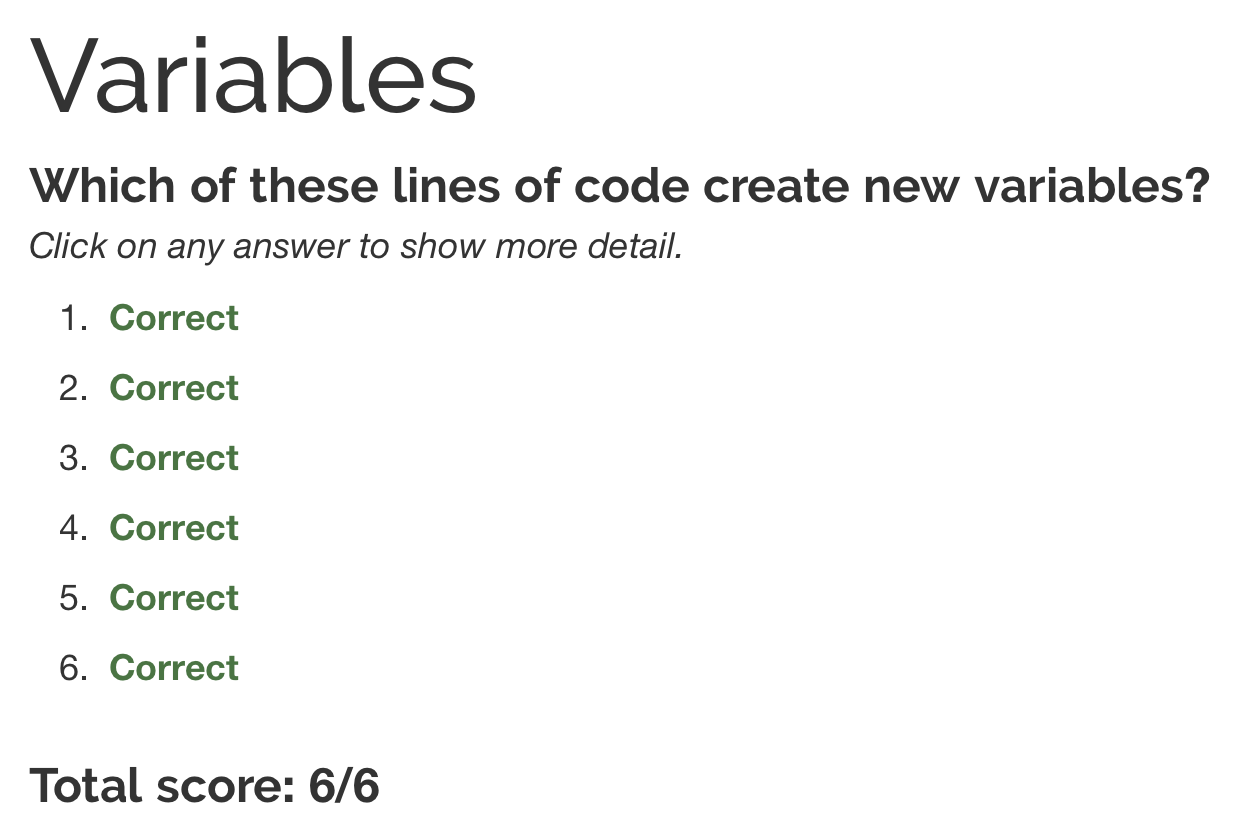 Variables
Which of these lines of code create new variables?
Click on any answer to show more detail.
1. Correct
2. Correct
3. Correct
4. Correct
5. Correct
6. Correct
Total score: 6/6